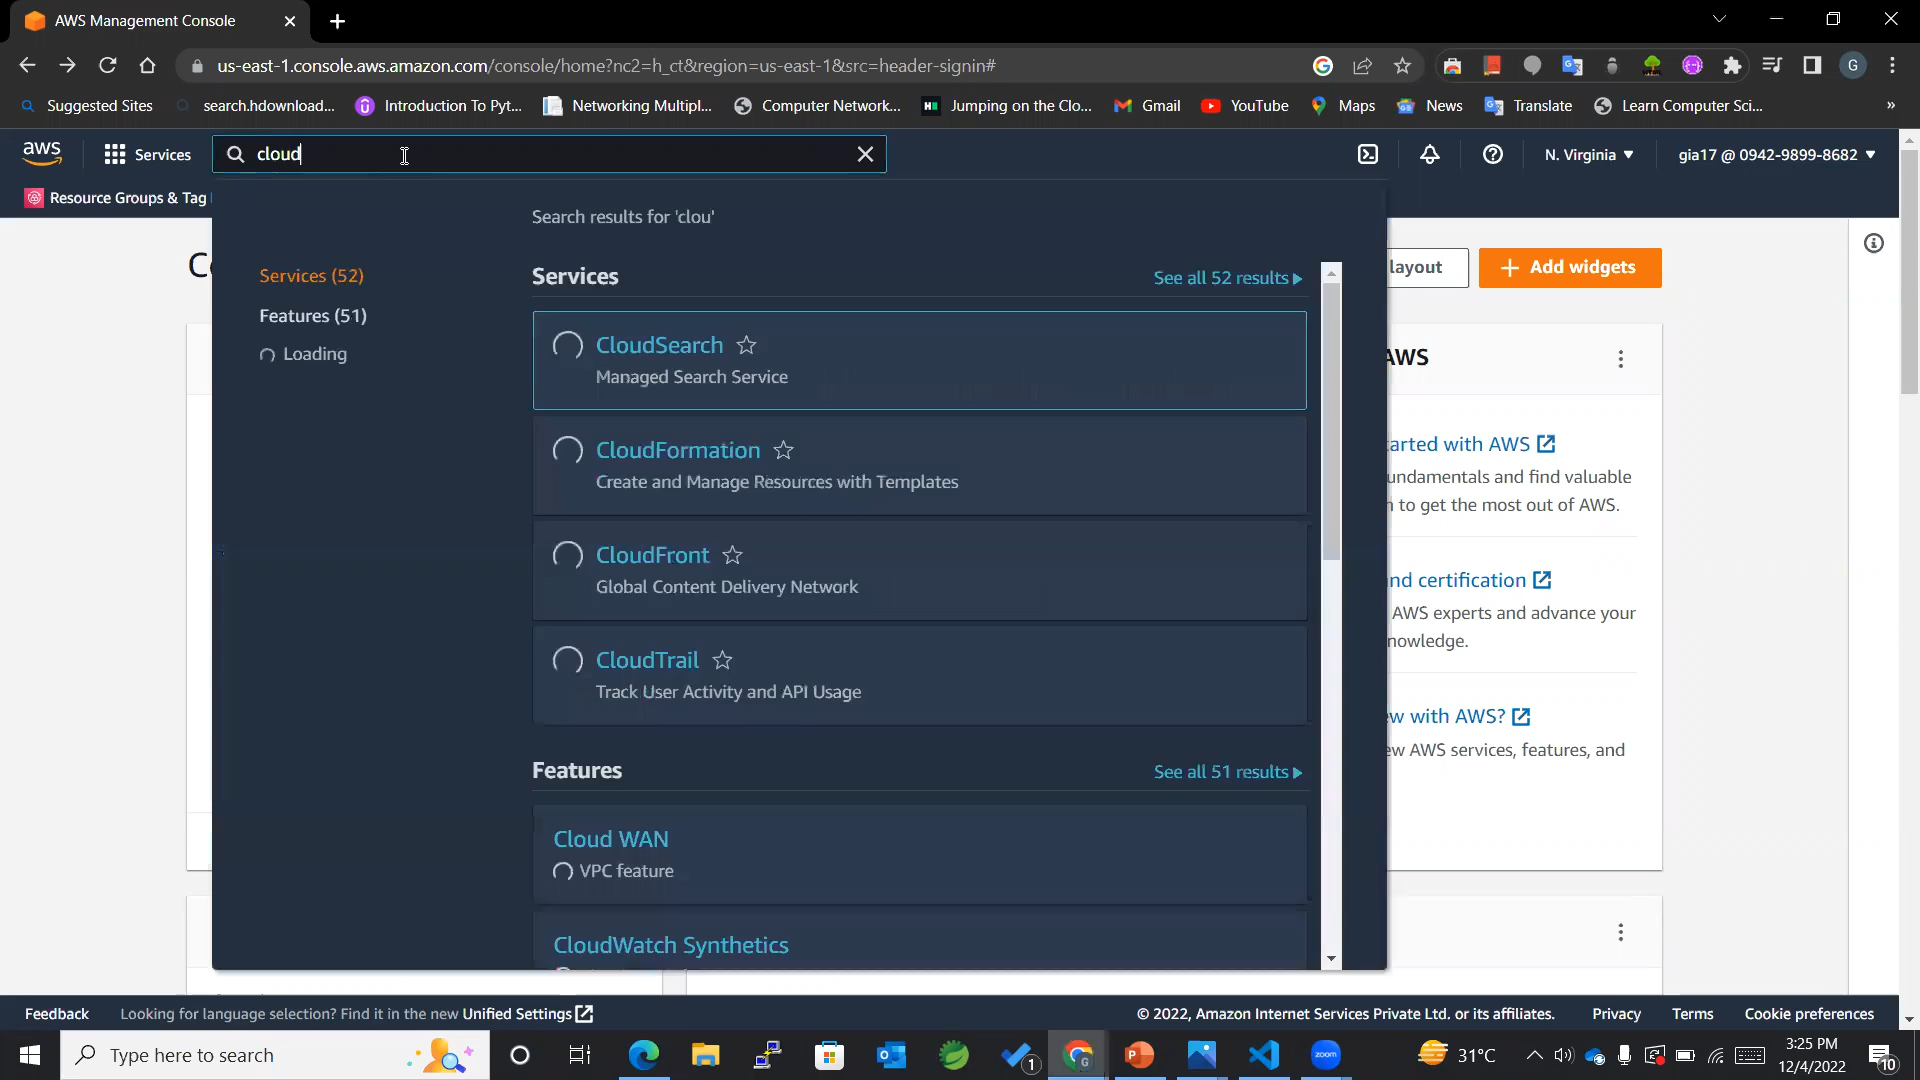 AWS Management Console
us-east-1.console.aws.amazon.com/console/home?nc2=h_ct&region=us-east-1&src=header-signin#
G
Suggested Sites
search.hdownload...
Introduction To Pyt...
Networking Multipl...
Computer Network...
Jumping on the Clo...
Gmail
YouTube
Maps
News
Translate
Learn Computer Sci...
»
aws
Services
cloud
N. Virginia
gia17 @ 0942-9899-8682
Resource Groups & Tag
Search results for 'clou'
Services (52)
Features (51)
Loading
Services
See all 52 results
CloudSearch
Managed Search Service
CloudFormation
Create and Manage Resources with Templates
CloudFront
Global Content Delivery Network
CloudTrail
Track User Activity and API Usage
Features
See all 51 results
Cloud WAN
VPC feature
CloudWatch Synthetics
layout
Add widgets
AWS
arted with AWS
undamentals and find valuable
n to get the most out of AWS.
nd certification
AWS experts and advance your
nowledge.
w with AWS?
ew AWS services, features, and
Feedback
Looking for language selection? Find it in the new Unified Settings
© 2022, Amazon Internet Services Private Ltd. or its affiliates.
Privacy
Terms
Cookie preferences
Type here to search
1
zoom
31°C
3:25 PM
12/4/2022
10